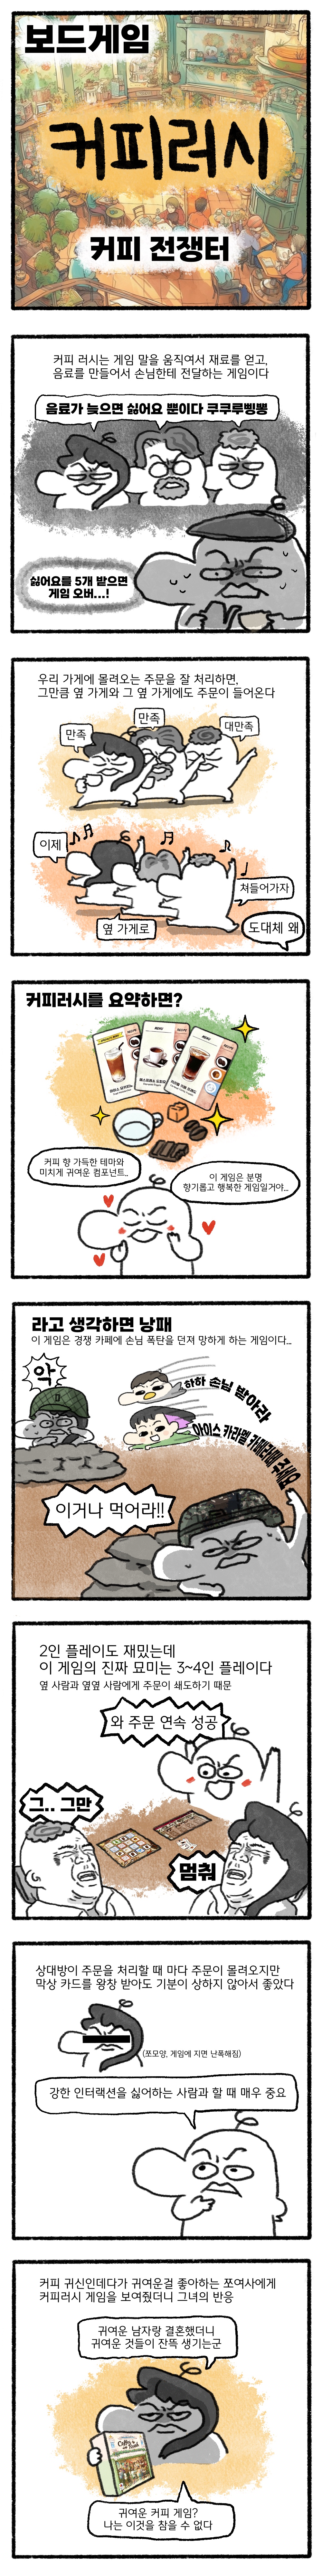 보드게임
커피러시
커피 전쟁터
커피 러시는 게임 말을 움직여서 재료를 얻고,
음료를 만들어서 손님한테 전달하는 게임이다
음료가 늦으면 싫어요 뿐이다 쿠쿠루삥뽕
싫어요를 5개 받으면
게임 오버...!
우리 가게에 몰려오는 주문을 잘 처리하면,
그만큼 옆 가게와 그 옆 가게에도 주문이 들어온다
만족
만족
대만족
이제
쳐들어가자
옆 가게로
도대체 왜
커피러시를 요약하면?
커피 향 가득한 테마와
미치게 귀여운 컴포넌트..
이 게임은 분명
향기롭고 행복한 게임일거야...
라고 생각하면 낭패
이 게임은 경쟁 카페에 손님 폭탄을 던져 망하게 하는 게임이다...
악
하하 손님 받아라
이거나 먹어라!!
2인 플레이도 재밌는데
이 게임의 진짜 묘미는 3~4인 플레이다
옆 사람과 옆옆 사람에게 주문이 쇄도하기 때문
와 주문 연속 성공
그.. 그만
멈춰
상대방이 주문을 처리할 때 마다 주문이 몰려오지만
막상 카드를 왕창 받아도 기분이 상하지 않아서 좋았다
(쪼모양, 게임에 지면 난폭해짐)
강한 인터랙션을 싫어하는 사람과 할 때 매우 중요
커피 귀신인데다가 귀여운걸 좋아하는 쪼여사에게
커피러시 게임을 보여줬더니 그녀의 반응
귀여운 남자랑 결혼했더니
귀여운 것들이 잔뜩 생기는군
귀여운 커피 게임?
나는 이것을 참을 수 없다